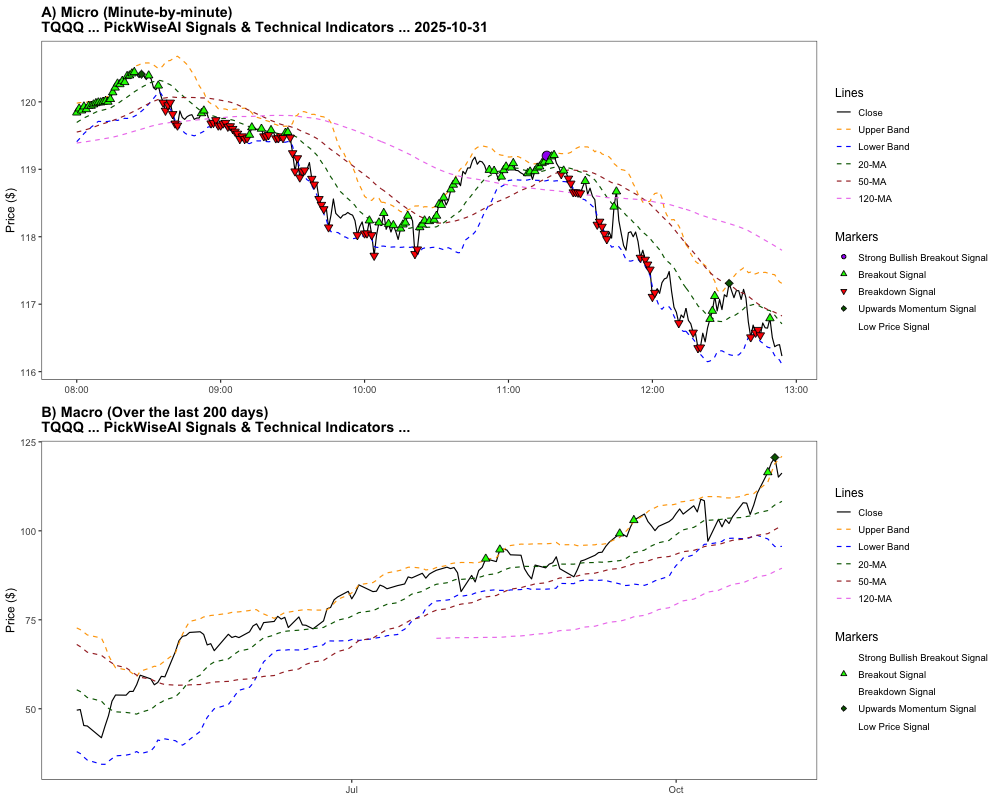 A) Micro (Minute-by-minute)
TQQQ ... PickWiseAI Signals & Technical Indicators ... 2025-10-31
Price ($)
120
119
118
117
116
08:00
09:00
10:00
11:00
12:00
13:00
Lines
Close
Upper Band
Lower Band
20-MA
50-MA
120-MA
Markers
Strong Bullish Breakout Signal
Breakout Signal
Breakdown Signal
Upwards Momentum Signal
Low Price Signal
B) Macro (Over the last 200 days)
TQQQ ... PickWiseAI Signals & Technical Indicators ...
Price ($)
125
100
75
50
Jul
Oct
Lines
Close
Upper Band
Lower Band
20-MA
50-MA
120-MA
Markers
Strong Bullish Breakout Signal
Breakout Signal
Breakdown Signal
Upwards Momentum Signal
Low Price Signal